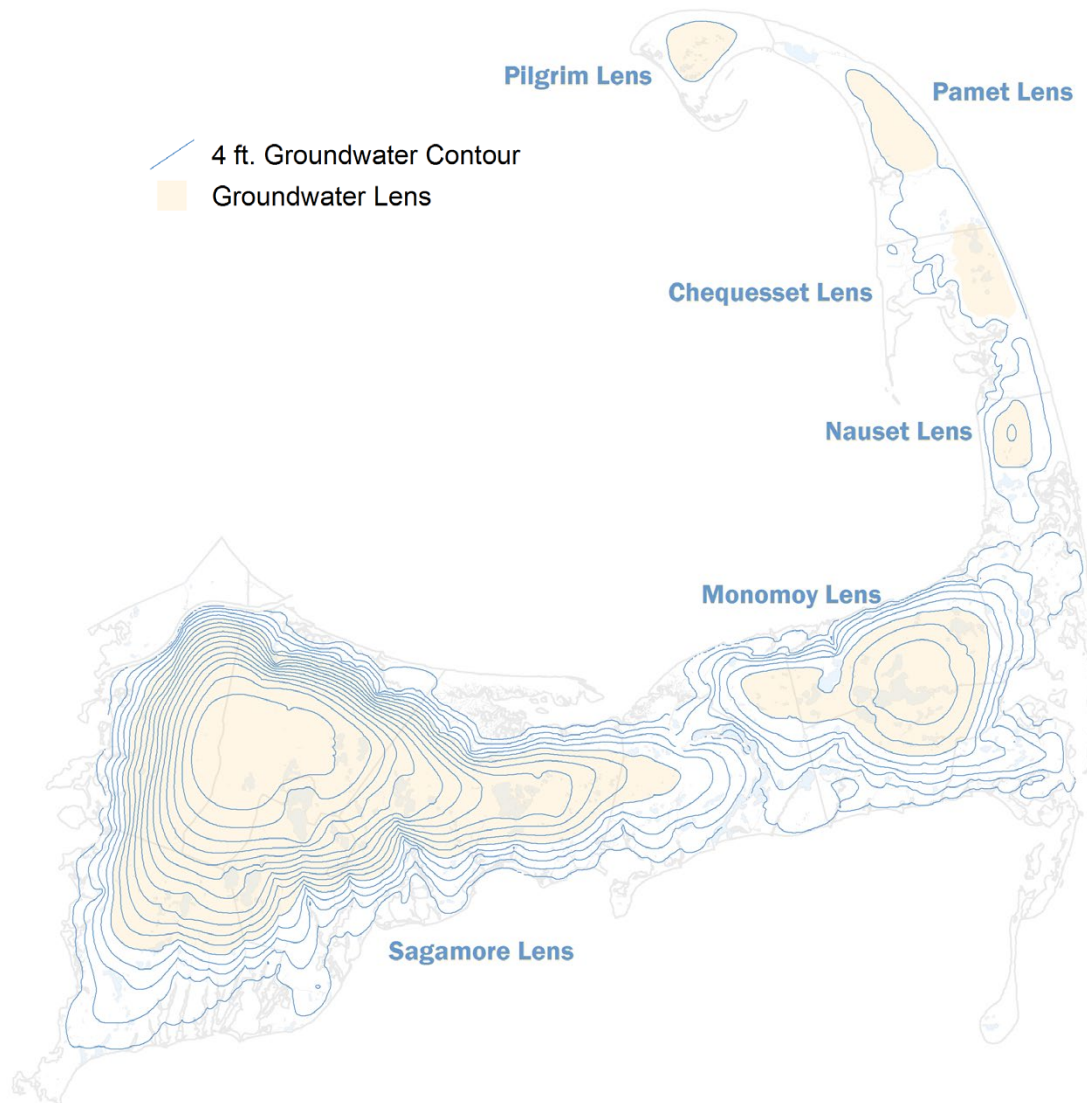 Pilgrim Lens
Pamet Lens
4 ft. Groundwater Contour
Groundwater Lens
Chequesset Lens
Nauset Lens
Monomoy Lens
Sagamore Lens